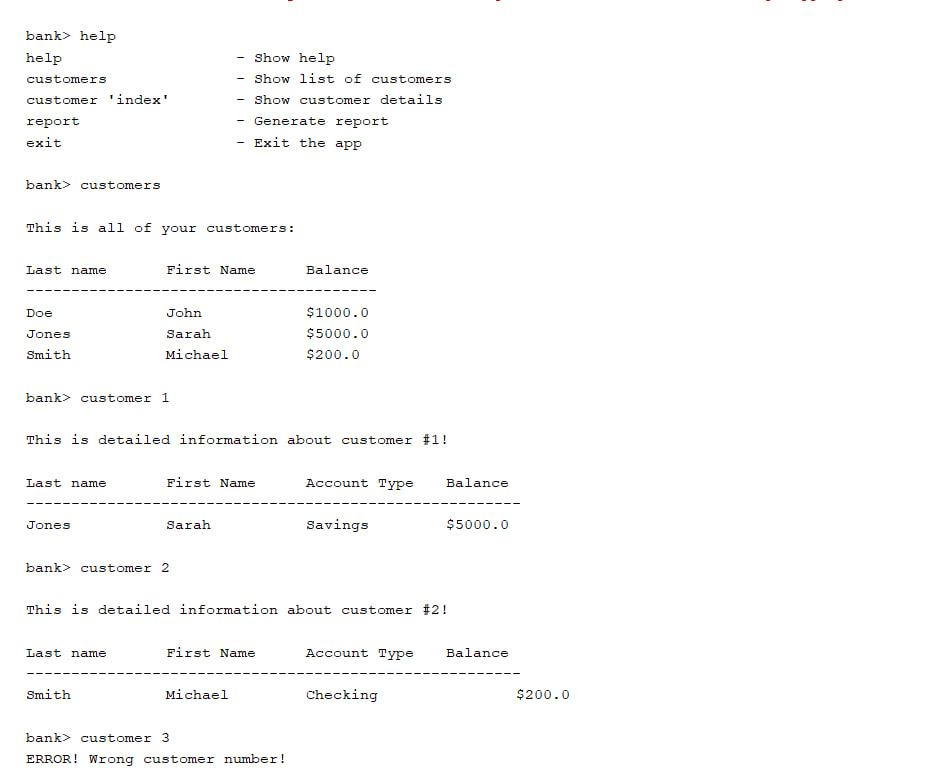 bank> help
help - Show help
customers - Show list of customers
customer 'index' - Show customer details
report - Generate report
exit - Exit the app
bank> customers
This is all of your customers:
Last name First Name Balance
---------------------------------------
Doe John $1000.0
Jones Sarah $5000.0
Smith Michael $200.0
bank> customer 1
This is detailed information about customer #1!
Last name First Name Account Type Balance
-------------------------------------------------------
Jones Sarah Savings $5000.0
bank> customer 2
This is detailed information about customer #2!
Last name First Name Account Type Balance
-------------------------------------------------------
Smith Michael Checking $200.0
bank> customer 3
ERROR! Wrong customer number!